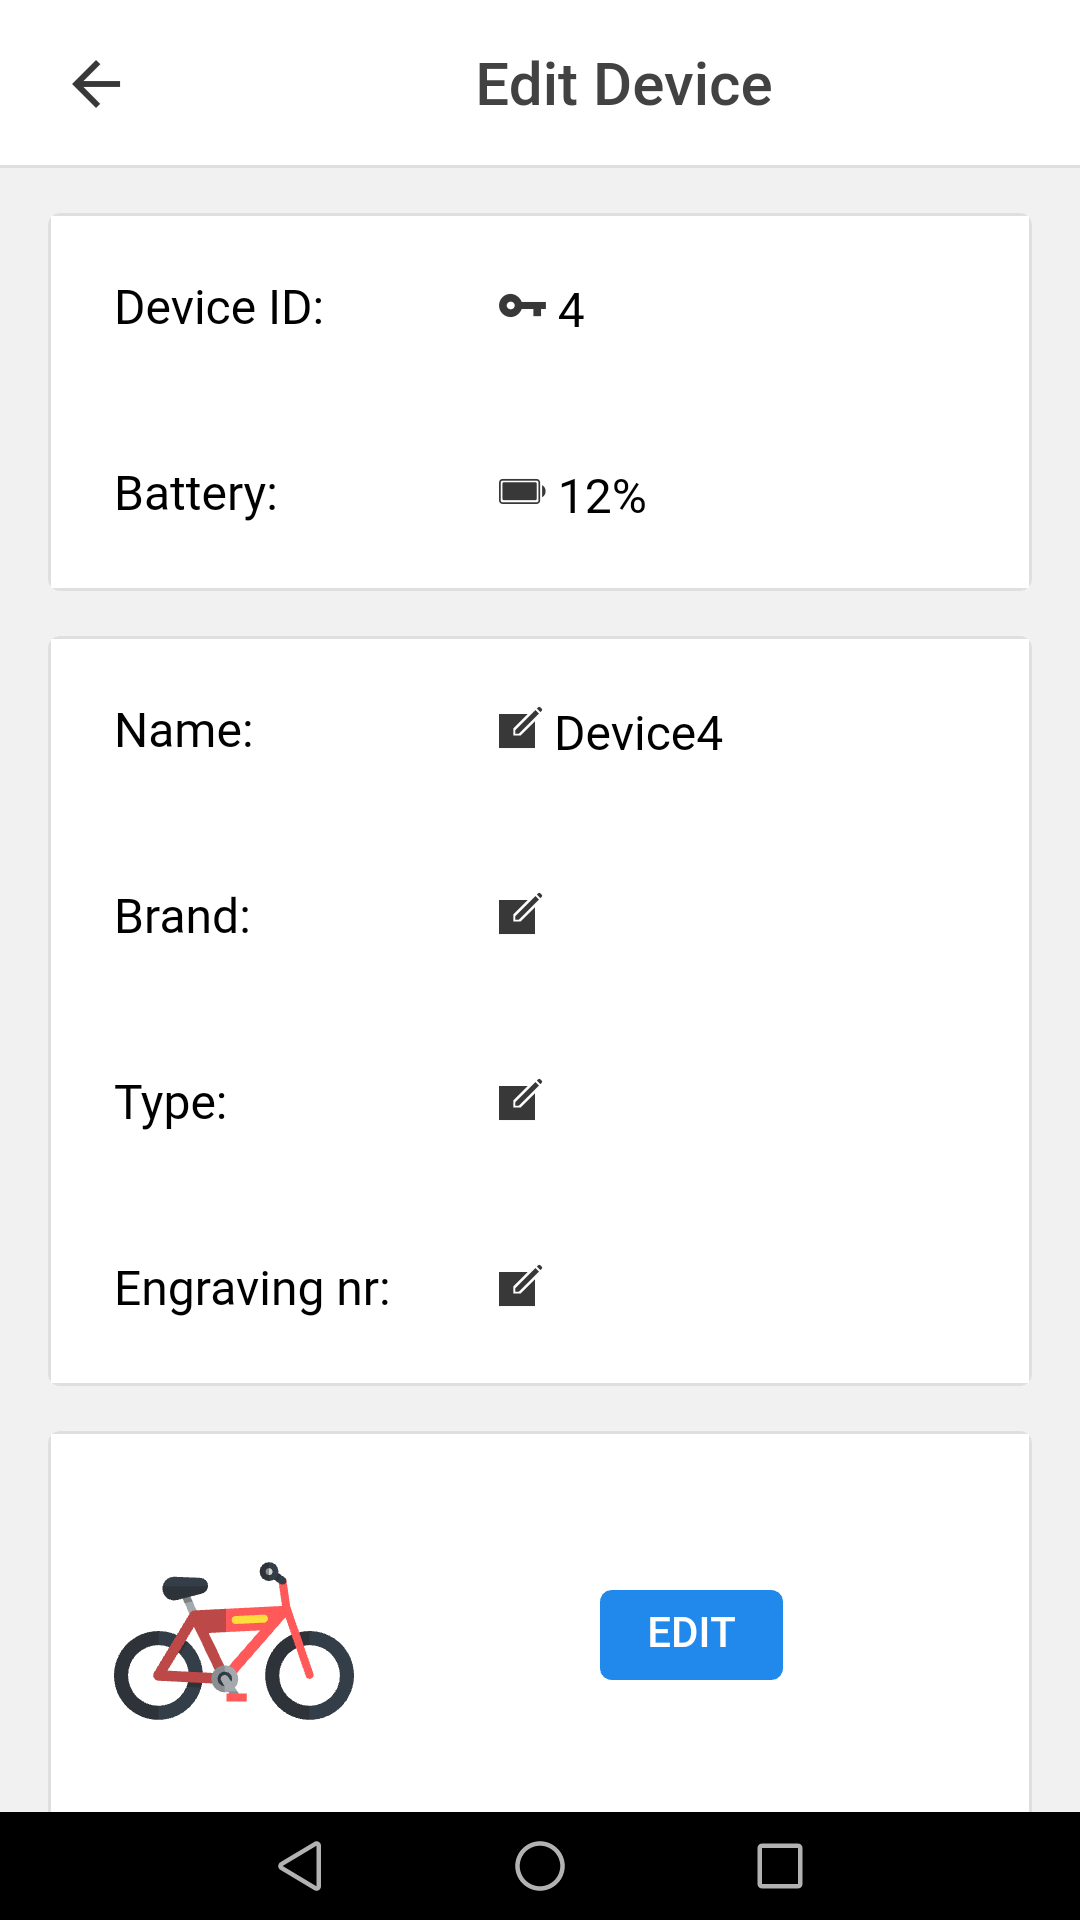 Edit Device
Device ID: 4
Battery: 12%
Name: Device4
Brand:
Type:
Engraving nr:
EDIT